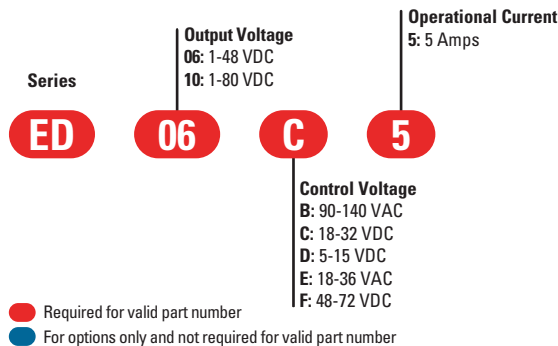 Operational Current
5: 5 Amps
Output Voltage
06: 1-48 VDC
10: 1-80 VDC
Series
ED
06
C
5
Control Voltage
B: 90-140 VAC
C: 18-32 VDC
D: 5-15 VDC
E: 18-36 VAC
F: 48-72 VDC
Required for valid part number
For options only and not required for valid part number